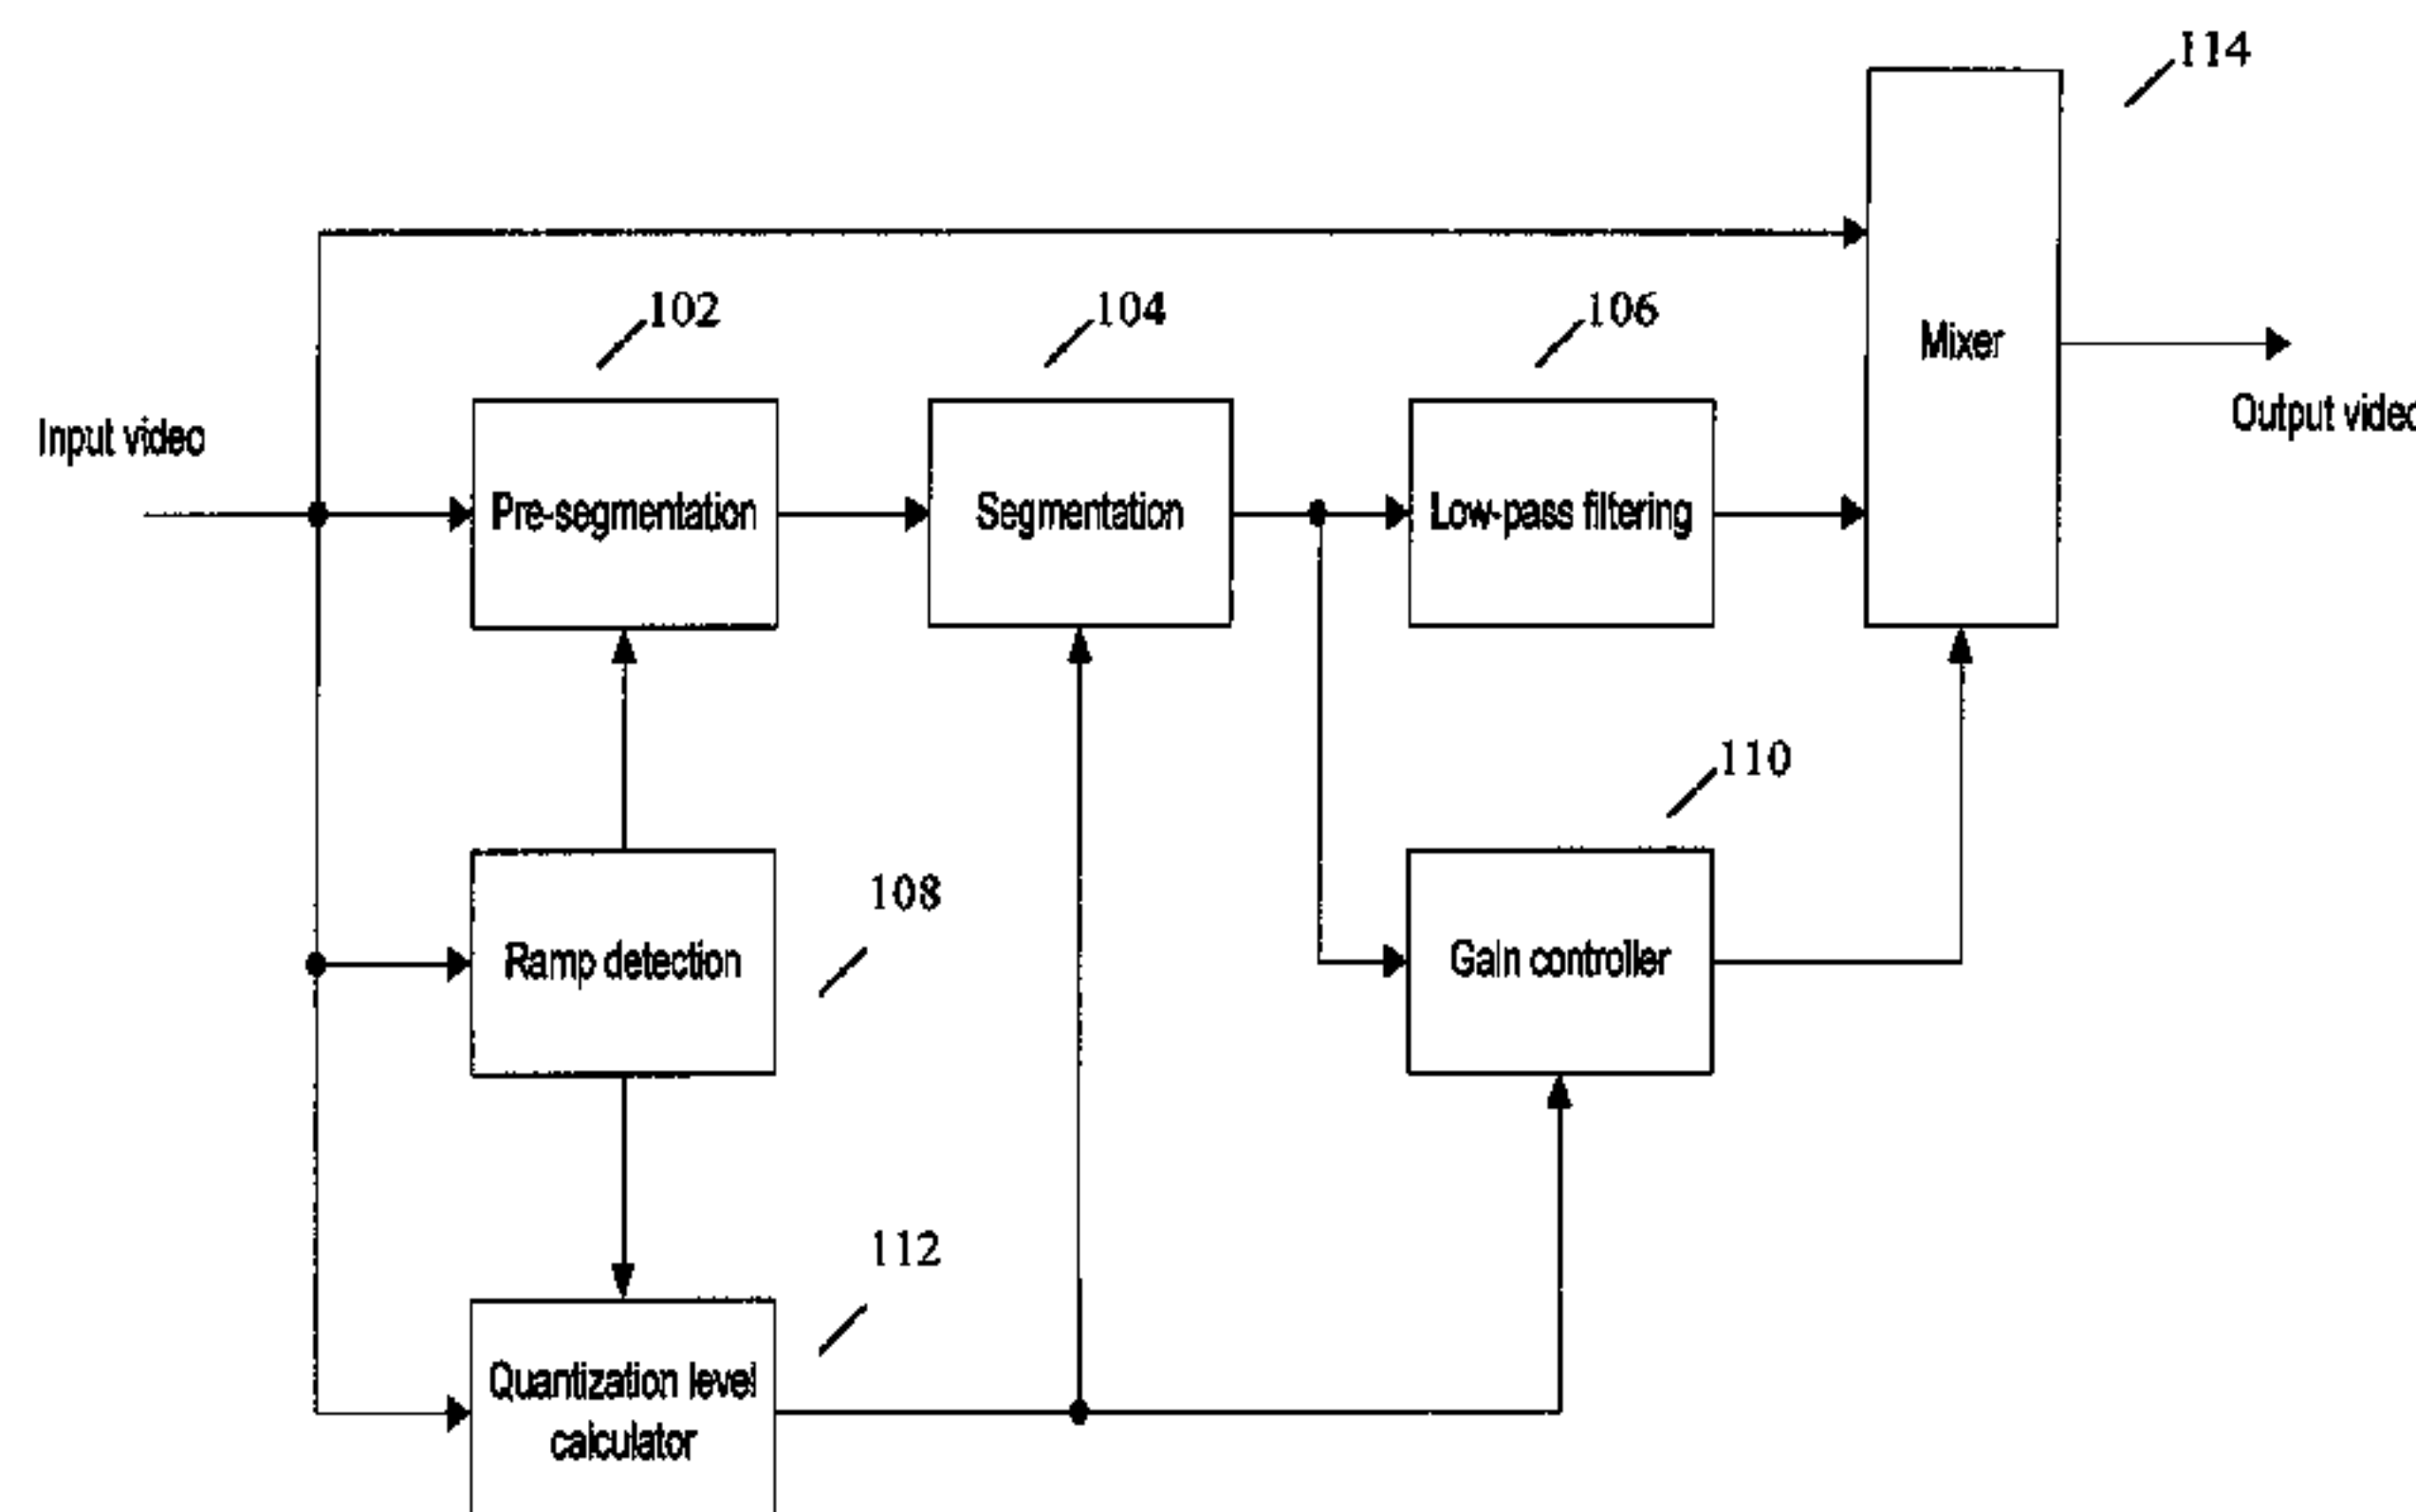 114
102
104
106
Mixer
Input video
Output video
Pre-segmentation
Segmentation
Low-pass filtering
110
108
Ramp detection
Gain controller
112
Quantization level
calculator